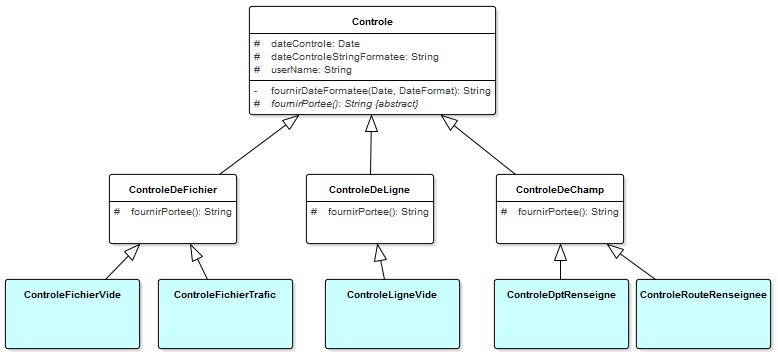 Controle
# dateControle: Date
# dateControleStringFormatee: String
# userName: String
- fournirDateFormatee(Date, DateFormat): String
# fournirPortee(): String {abstract}
ControleDeFichier
# fournirPortee(): String
ControleDeLigne
# fournirPortee(): String
ControleDeChamp
# fournirPortee(): String
ControleFichierVide
ControleFichierTrafic
ControleLigneVide
ControleDptRenseigne
ControleRouteRenseignee